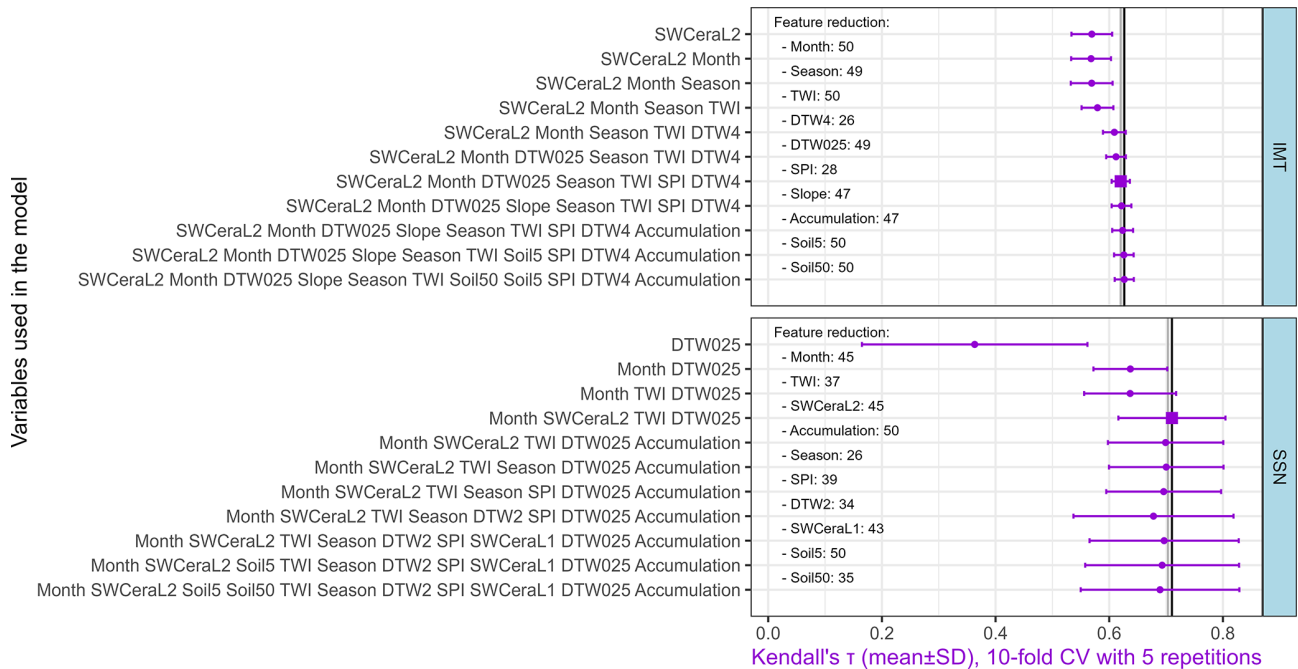 Variables used in the model
SWCeraL2
SWCeraL2 Month
SWCeraL2 Month Season
SWCeraL2 Month Season TWI
SWCeraL2 Month Season TWI DTW4
SWCeraL2 Month DTW025 Season TWI DTW4
SWCeraL2 Month DTW025 Season TWI SPI DTW4
SWCeraL2 Month DTW025 Slope Season TWI SPI DTW4
SWCeraL2 Month DTW025 Slope Season TWI SPI DTW4 Accumulation
SWCeraL2 Month DTW025 Slope Season TWI Soil5 SPI DTW4 Accumulation
SWCeraL2 Month DTW025 Slope Season TWI Soil50 Soil5 SPI DTW4 Accumulation
Feature reduction:
- Month: 50
- Season: 49
- TWI: 50
- DTW4: 26
- DTW025: 49
- SPI: 28
- Slope: 47
- Accumulation: 47
- Soil5: 50
- Soil50: 50
IMT
DTW025
Month DTW025
Month TWI DTW025
Month SWCeraL2 TWI DTW025
Month SWCeraL2 TWI DTW025 Accumulation
Month SWCeraL2 TWI Season DTW025 Accumulation
Month SWCeraL2 TWI Season SPI DTW025 Accumulation
Month SWCeraL2 TWI Season DTW2 SPI DTW025 Accumulation
Month SWCeraL2 TWI Season DTW2 SPI SWCeraL1 DTW025 Accumulation
Month SWCeraL2 Soil5 TWI Season DTW2 SPI SWCeraL1 DTW025 Accumulation
Month SWCeraL2 Soil5 Soil50 TWI Season DTW2 SPI SWCeraL1 DTW025 Accumulation
Feature reduction:
- Month: 45
- TWI: 37
- SWCeraL2: 45
- Accumulation: 50
- Season: 26
- SPI: 39
- DTW2: 34
- SWCeraL1: 43
- Soil5: 50
- Soil50: 35
SSN
0.0 0.2 0.4 0.6 0.8
Kendall's τ (mean±SD), 10-fold CV with 5 repetitions